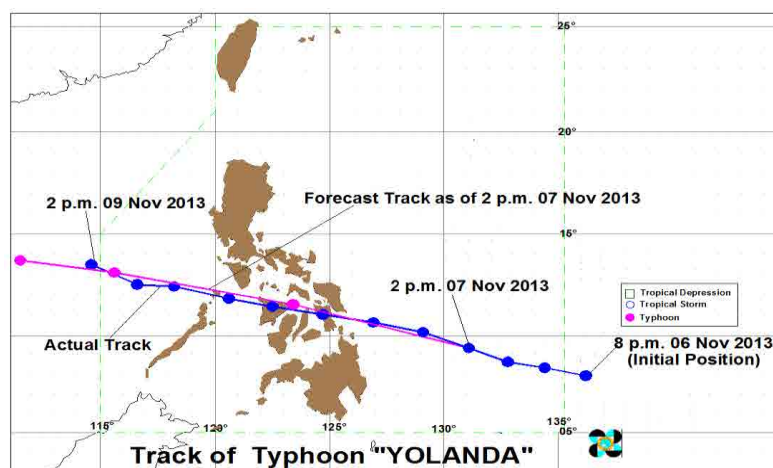 25°
20°
2 p.m. 09 Nov 2013
Forecast Track as of 2 p.m. 07 Nov 2013
15°
2 p.m. 07 Nov 2013
Tropical Depression
Tropical Storm
Typhoon
Actual Track
8 p.m. 06 Nov 2013
(Initial Position)
115°
120°
125°
130°
135°
05°
Track of Typhoon "YOLANDA"